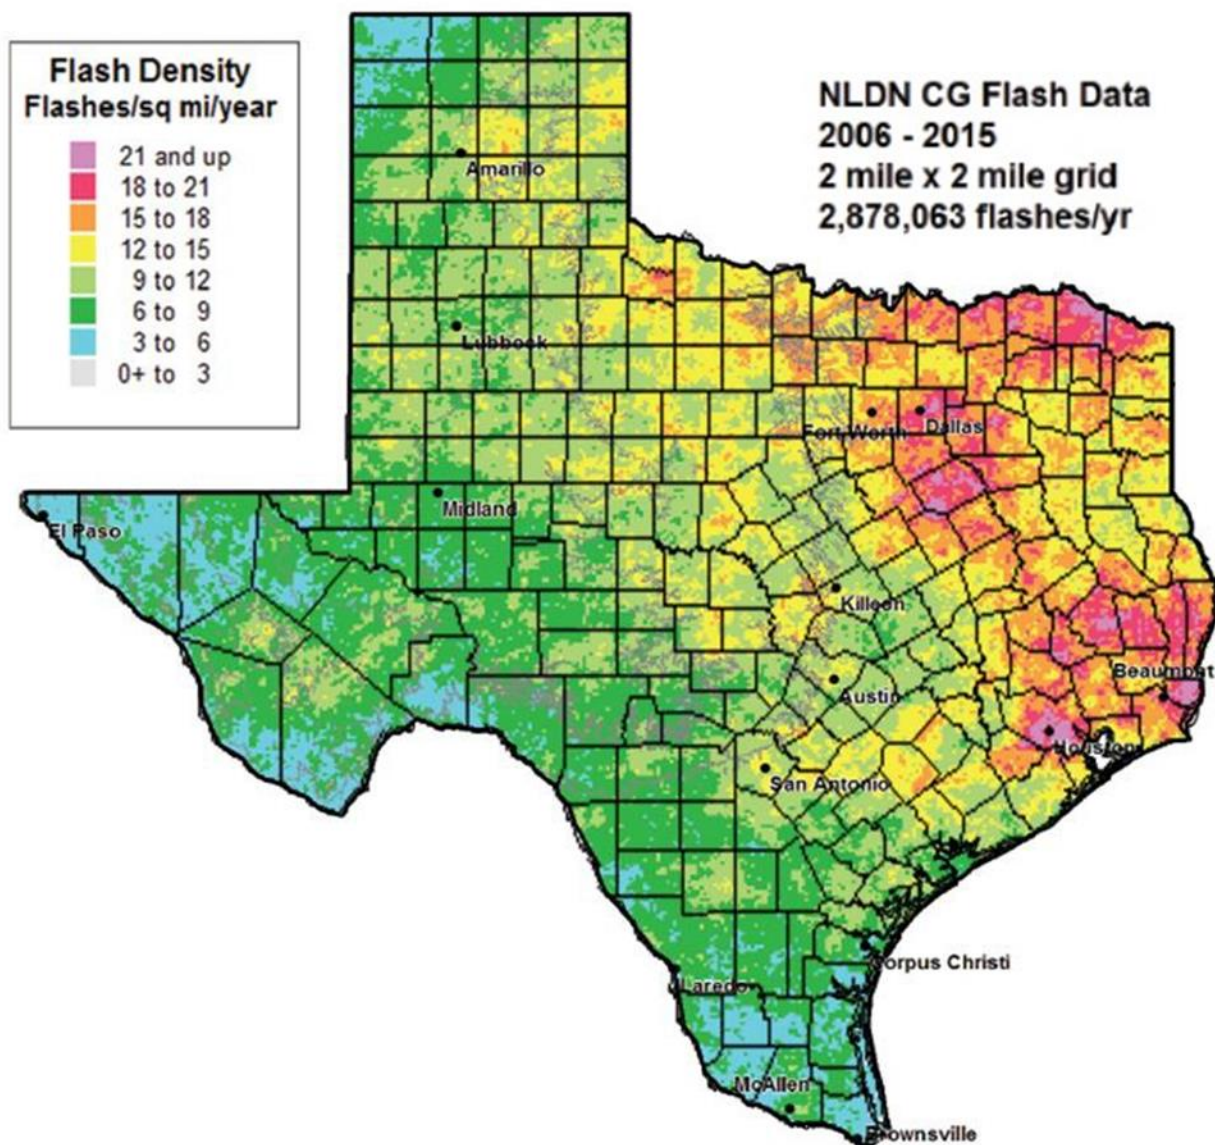 Flash Density
Flashes/sq mi/year
21 and up
18 to 21
15 to 18
12 to 15
9 to 12
6 to 9
3 to 6
0+ to 3
NLDN CG Flash Data
2006 - 2015
2 mile x 2 mile grid
2,878,063 flashes/yr
Amarillo
Lubbock
Fort Worth
Dallas
Midland
El Paso
Killeen
Beaumont
Austin
Houston
San Antonio
Corpus Christi
Laredo
McAllen
Brownsville